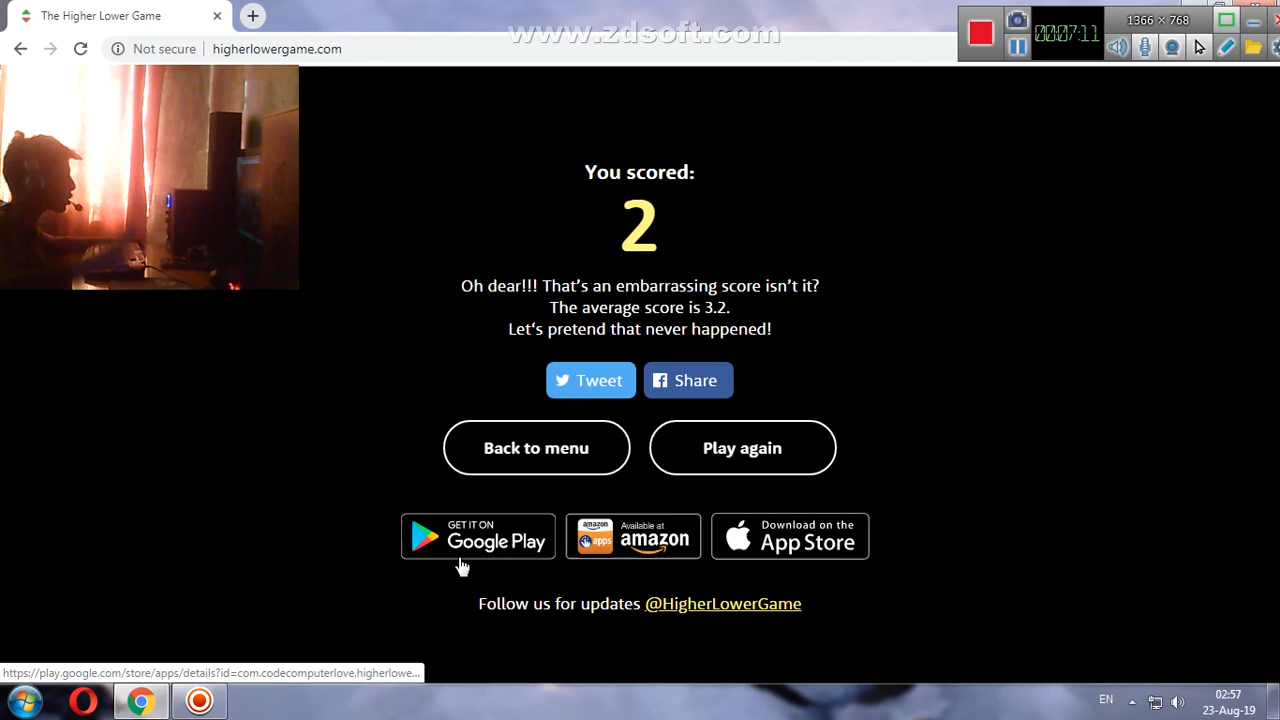 The Higher Lower Game
www.zdsoft.com
00:07:11
1366 × 768
Not secure
higherlowergame.com
You scored:
2
Oh dear!!! That's an embarrassing score isn't it?
The average score is 3.2.
Let's pretend that never happened!
Tweet
Share
Back to menu
Play again
GET IT ON
Google Play
amazon
apps
Available at
amazon
Download on the
App Store
Follow us for updates @HigherLowerGame
https://play.google.com/store/apps/details?id=com.codecomputerlove.higherlowe...
EN
02:57
23-Aug-19